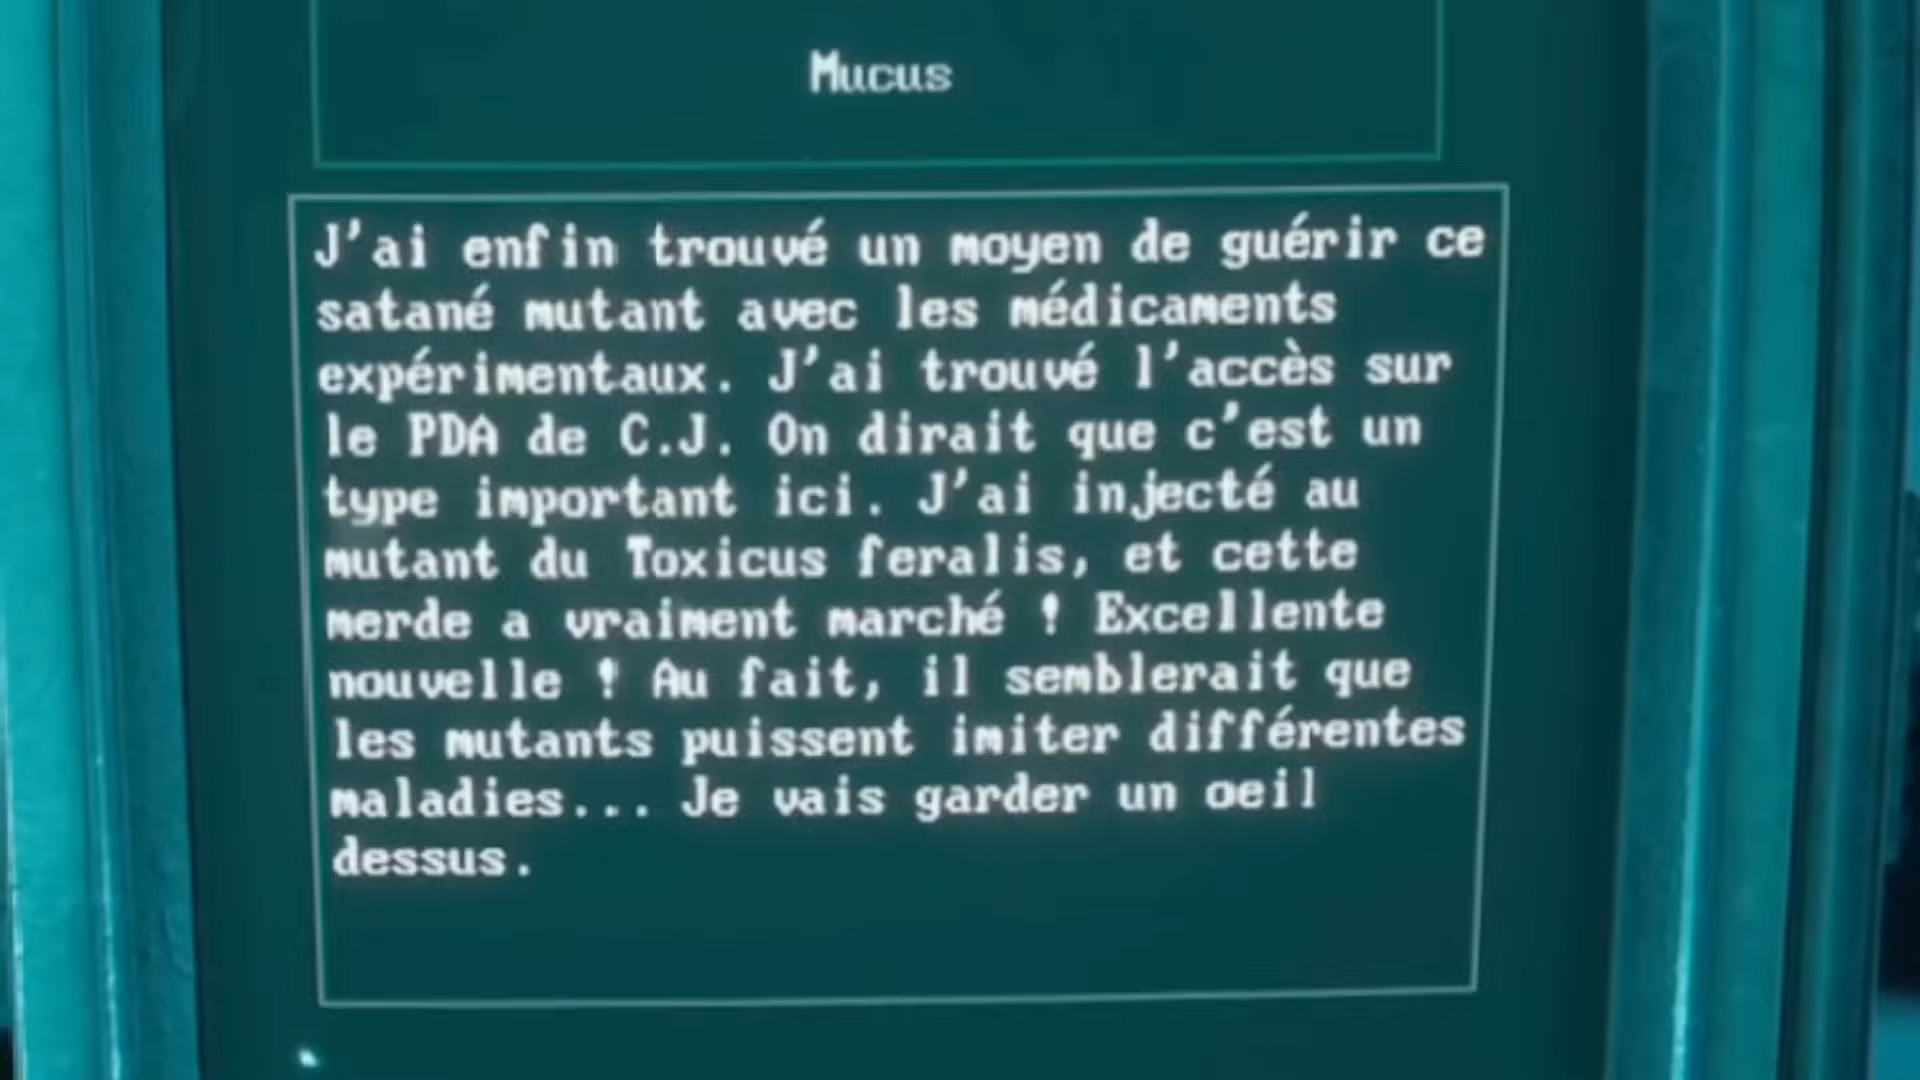 Mucus
J'ai enfin trouvé un moyen de guérir ce
satané mutant avec les médicaments
expérimentaux. J'ai trouvé l'accès sur
le PDA de C.J. On dirait que c'est un
type important ici. J'ai injecté au
mutant du Toxicus feralis, et cette
merde a vraiment marché ! Excellente
nouvelle ! Au fait, il semblerait que
les mutants puissent imiter différentes
maladies... Je vais garder un oeil
dessus.